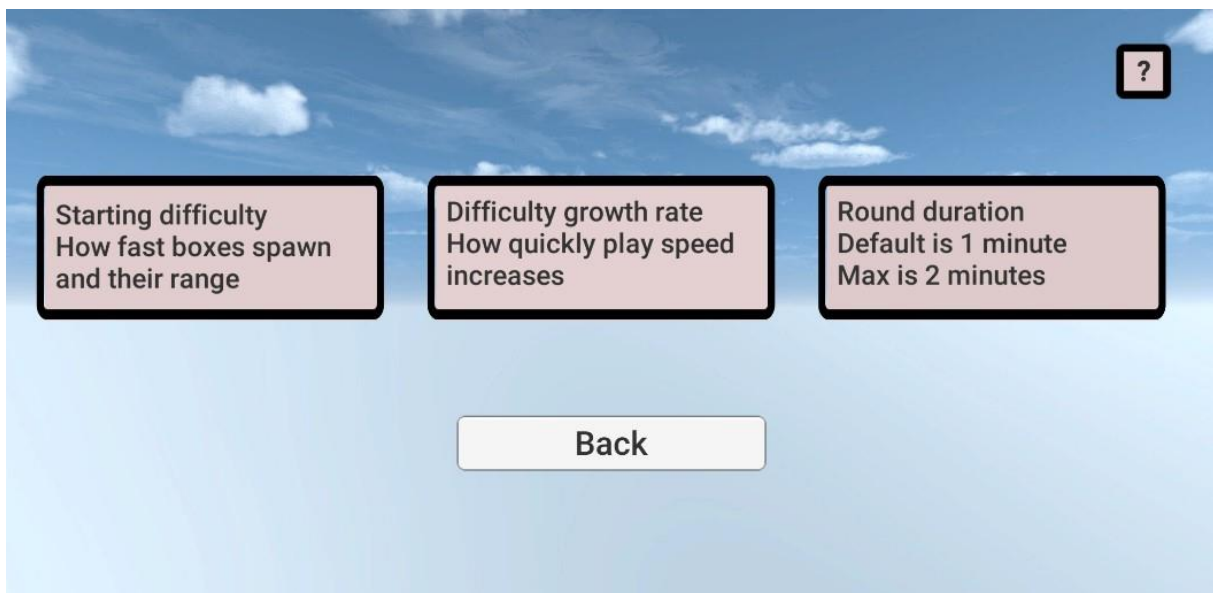 ?
Starting difficulty
How fast boxes spawn
and their range
Difficulty growth rate
How quickly play speed
increases
Round duration
Default is 1 minute
Max is 2 minutes
Back